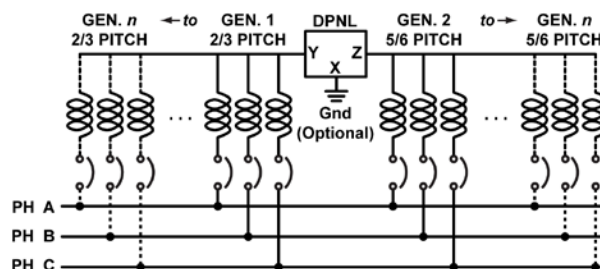 GEN. n ←to GEN. 1 DPNL GEN. 2 to→ GEN. n
2/3 PITCH 2/3 PITCH Y Z 5/6 PITCH 5/6 PITCH
X
... Gnd ...
(Optional)
PH A
PH B
PH C